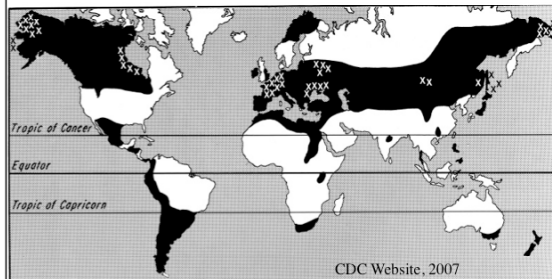 Tropic of Cancer
Equator
Tropic of Capricorn
CDC Website, 2007